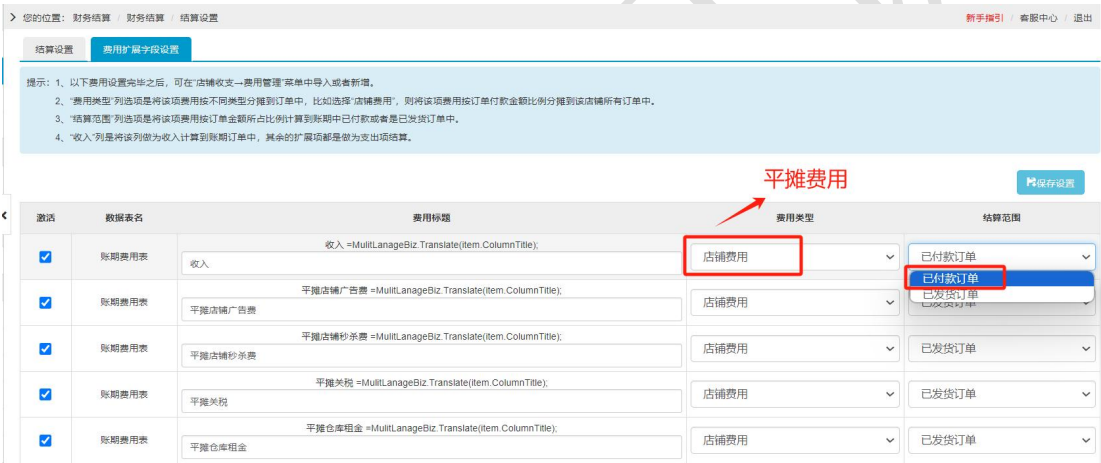 您的位置： 财务结算 / 财务结算 / 结算设置
新手指引 / 客服中心 / 退出
结算设置
费用扩展字段设置
提示：1、以下费用设置完毕之后，可在“店铺收支→费用管理”菜单中导入或者新增。
2、“费用类型”列选项是将该项费用按不同类型分摊到订单中，比如选择“店铺费用”，则将该项费用按订单付款金额比例分摊到该店铺所有订单中。
3、“结算范围”列选项是将该项费用按订单金额所占比例计算到账期中已付款或者是已发货订单中。
4、“收入”列是将该列做为收入计算到账期订单中，其余的扩展项都是做为支出项结算。
平摊费用
保存设置
激活 数据表名 费用标题 费用类型 结算范围
收入 =MulitLanageBiz.Translate(item.ColumnTitle);
账期费用表 收入 店铺费用 已付款订单
已付款订单
已发货订单
平摊店铺广告费 =MulitLanageBiz.Translate(item.ColumnTitle);
账期费用表 平摊店铺广告费 店铺费用 已发货订单
平摊店铺秒杀费 =MulitLanageBiz.Translate(item.ColumnTitle);
账期费用表 平摊店铺秒杀费 店铺费用 已发货订单
平摊关税 =MulitLanageBiz.Translate(item.ColumnTitle);
账期费用表 平摊关税 店铺费用 已发货订单
平摊仓库租金 =MulitLanageBiz.Translate(item.ColumnTitle);
账期费用表 平摊仓库租金 店铺费用 已发货订单